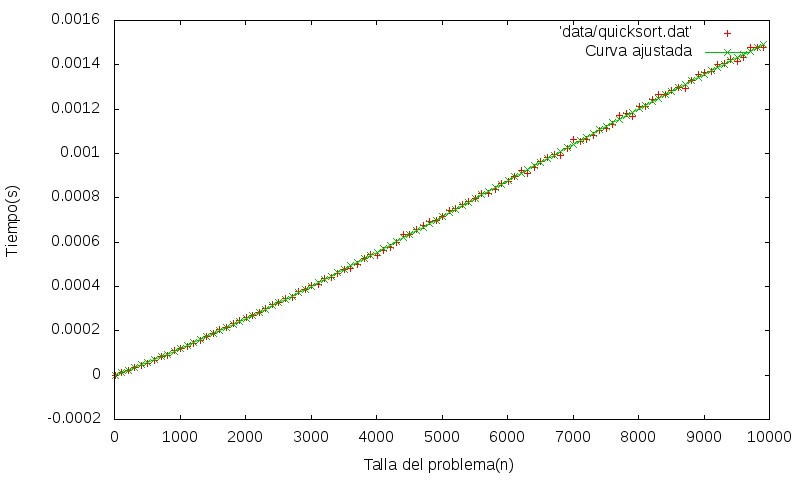 0.0016
'data/quicksort.dat'
Curva ajustada
0.0014
0.0012
0.001
0.0008
0.0006
0.0004
0.0002
0
-0.0002
Tiempo(s)
0 1000 2000 3000 4000 5000 6000 7000 8000 9000 10000
Talla del problema(n)